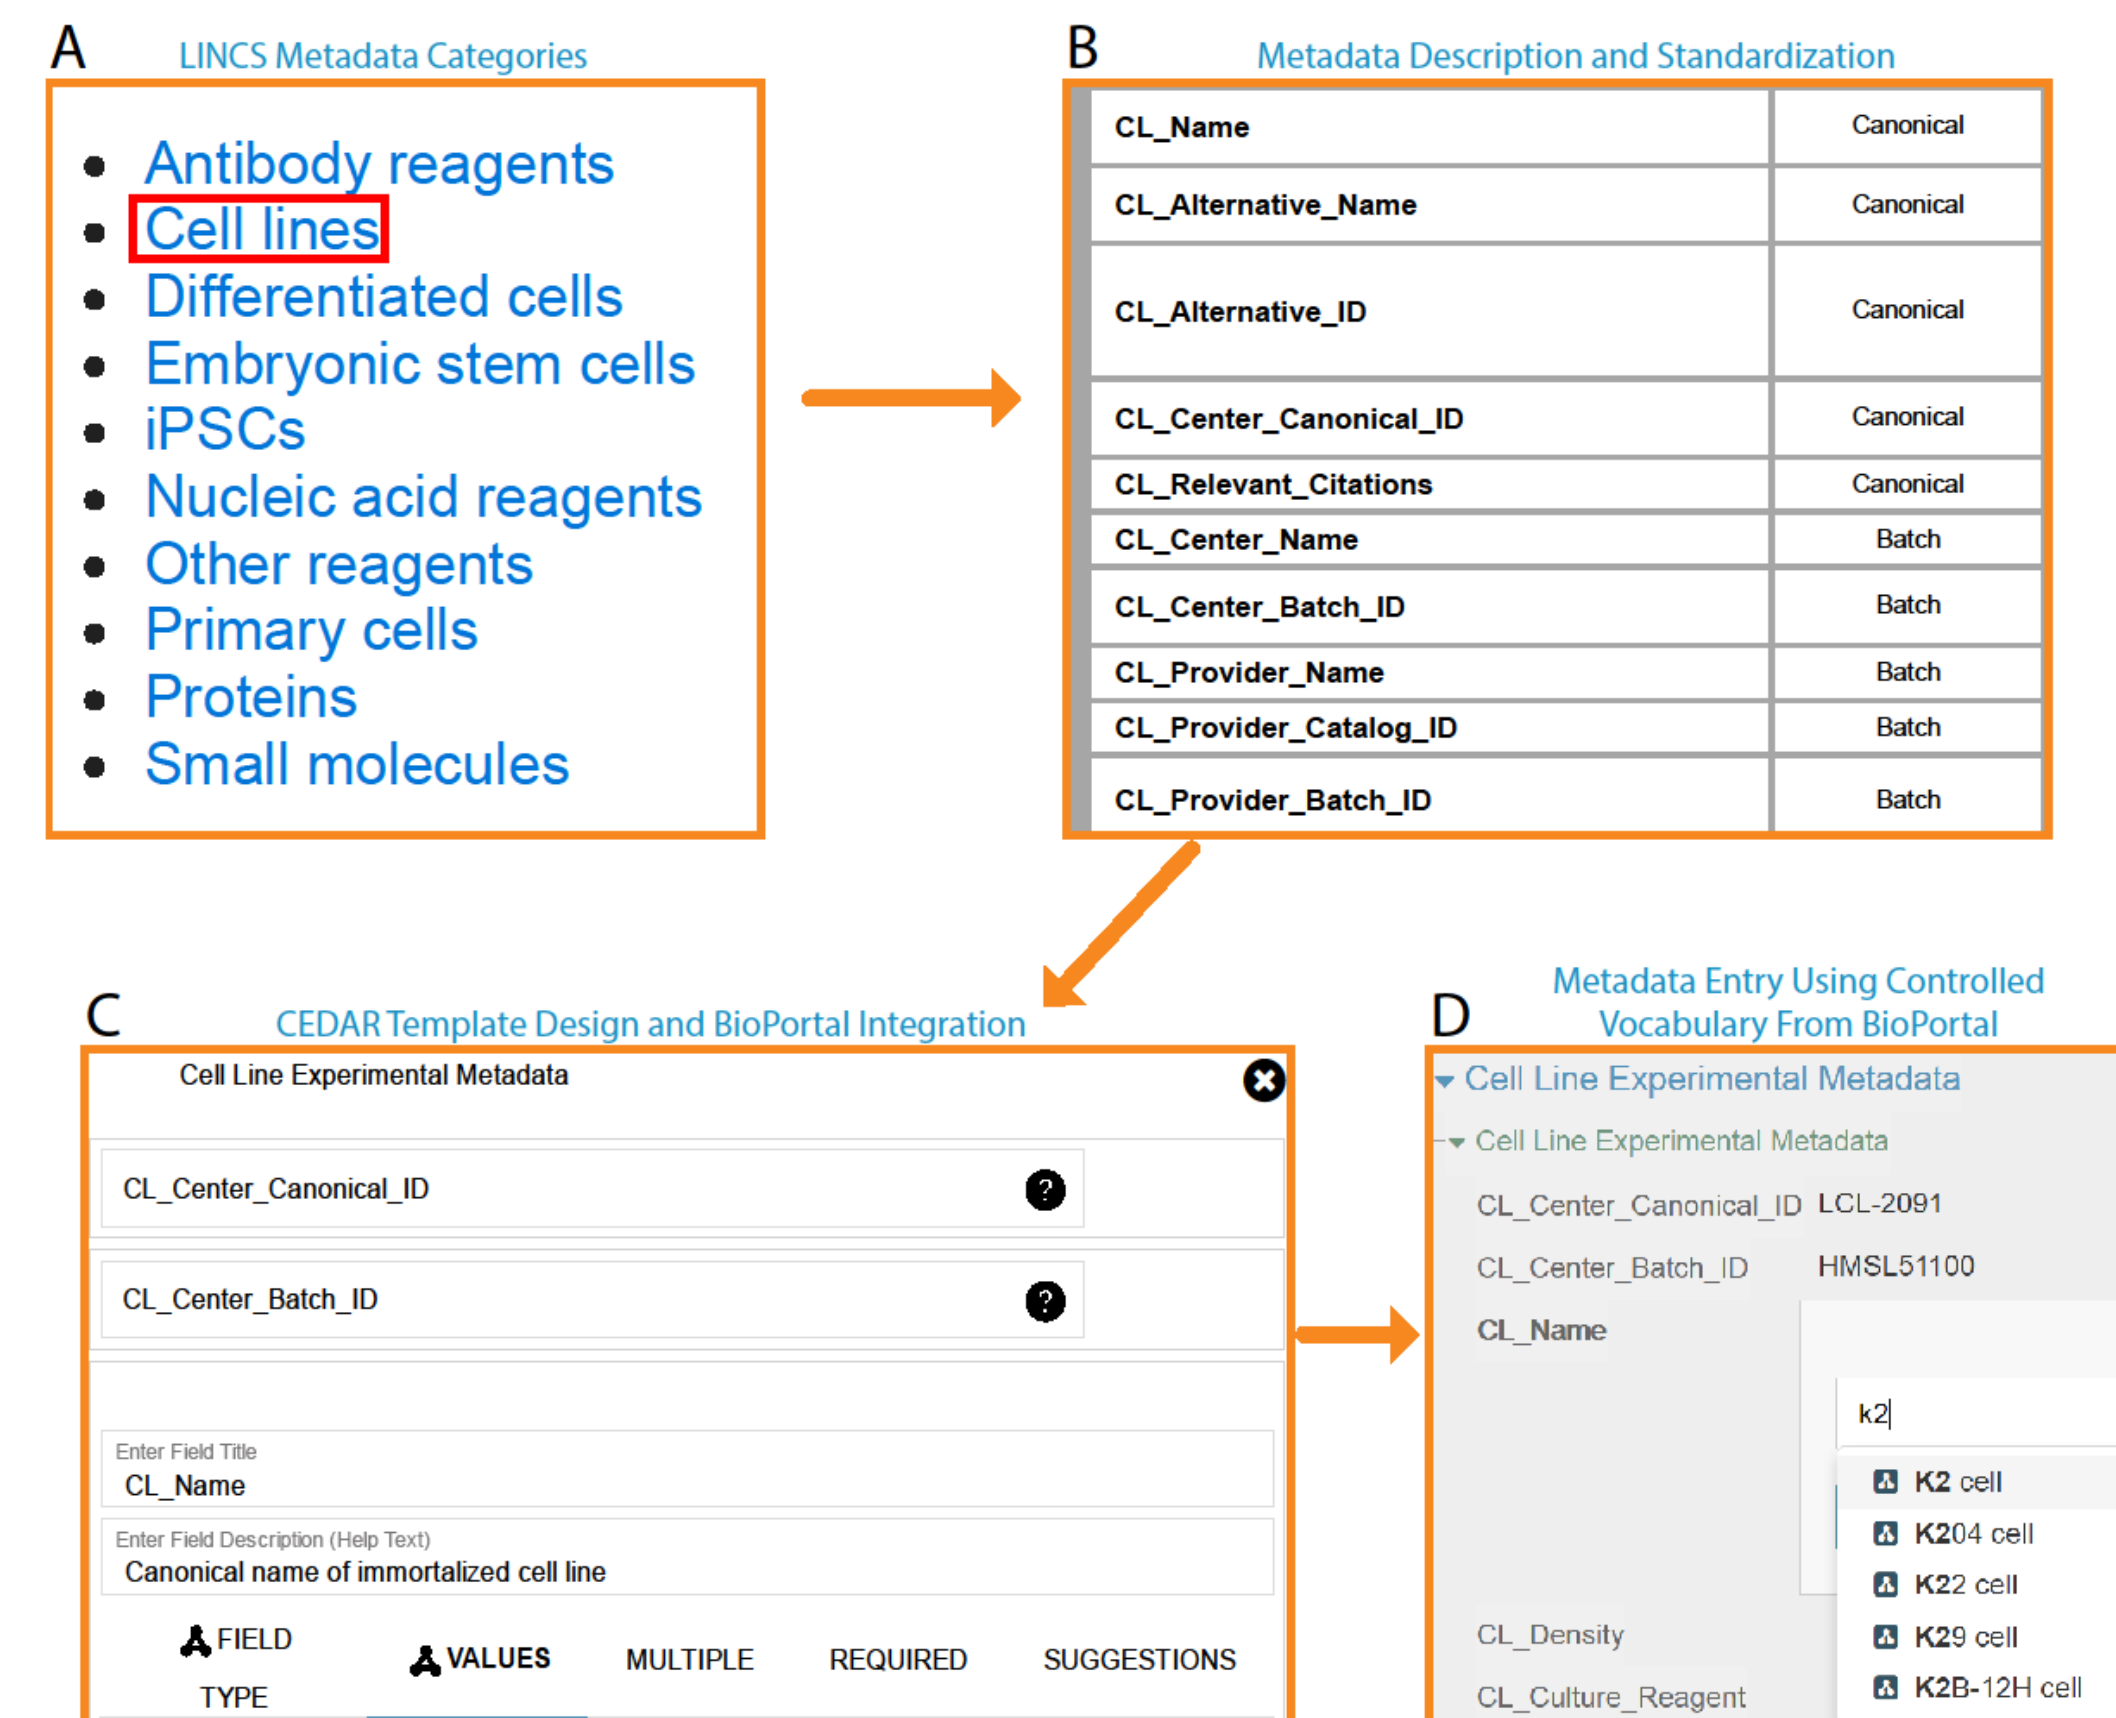 A
LINCS Metadata Categories
Antibody reagents
Cell lines
Differentiated cells
Embryonic stem cells
iPSCs
Nucleic acid reagents
Other reagents
Primary cells
Proteins
Small molecules
B
Metadata Description and Standardization
CL_Name Canonical
CL_Alternative_Name Canonical
CL_Alternative_ID Canonical
CL_Center_Canonical_ID Canonical
CL_Relevant_Citations Canonical
CL_Center_Name Batch
CL_Center_Batch_ID Batch
CL_Provider_Name Batch
CL_Provider_Catalog_ID Batch
CL_Provider_Batch_ID Batch
C
CEDAR Template Design and BioPortal Integration
Cell Line Experimental Metadata
CL_Center_Canonical_ID ?
CL_Center_Batch_ID ?
Enter Field Title
CL_Name
Enter Field Description (Help Text)
Canonical name of immortalized cell line
FIELD
TYPE
VALUES MULTIPLE REQUIRED SUGGESTIONS
D
Metadata Entry Using Controlled
Vocabulary From BioPortal
Cell Line Experimental Metadata
Cell Line Experimental Metadata
CL_Center_Canonical_ID LCL-2091
CL_Center_Batch_ID HMSL51100
CL_Name
k2
K2 cell
K204 cell
K22 cell
K29 cell
K2B-12H cell
CL_Density
CL_Culture_Reagent